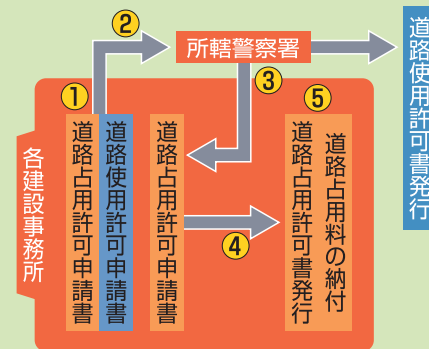 ②
所轄警察署
道路使用許可書発行
①
③
⑤
各建設事務所
道路占用許可申請書
道路使用許可申請書
道路占用許可申請書
④
道路占用料の納付
道路占用許可書発行